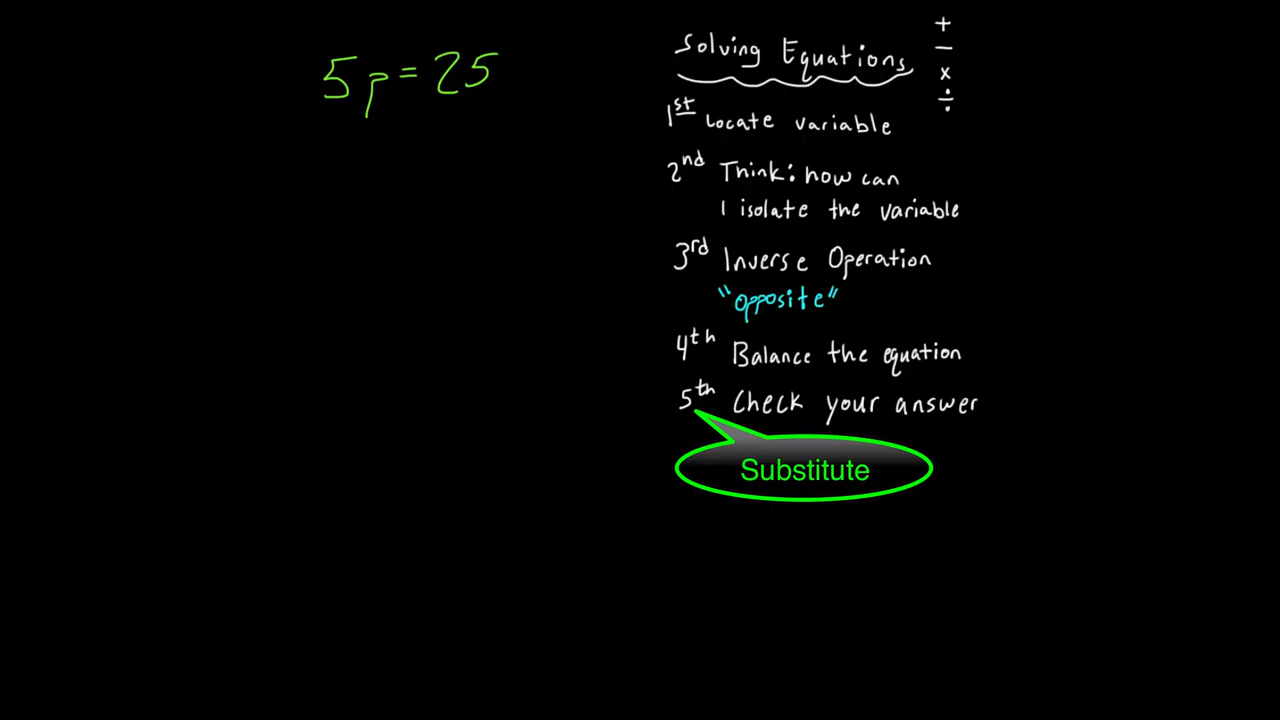 5p = 25
Solving Equations
+
−
x
÷
1st Locate variable
2nd Think: how can
I isolate the variable
3rd Inverse Operation
"opposite"
4th Balance the equation
5th Check your answer
Substitute